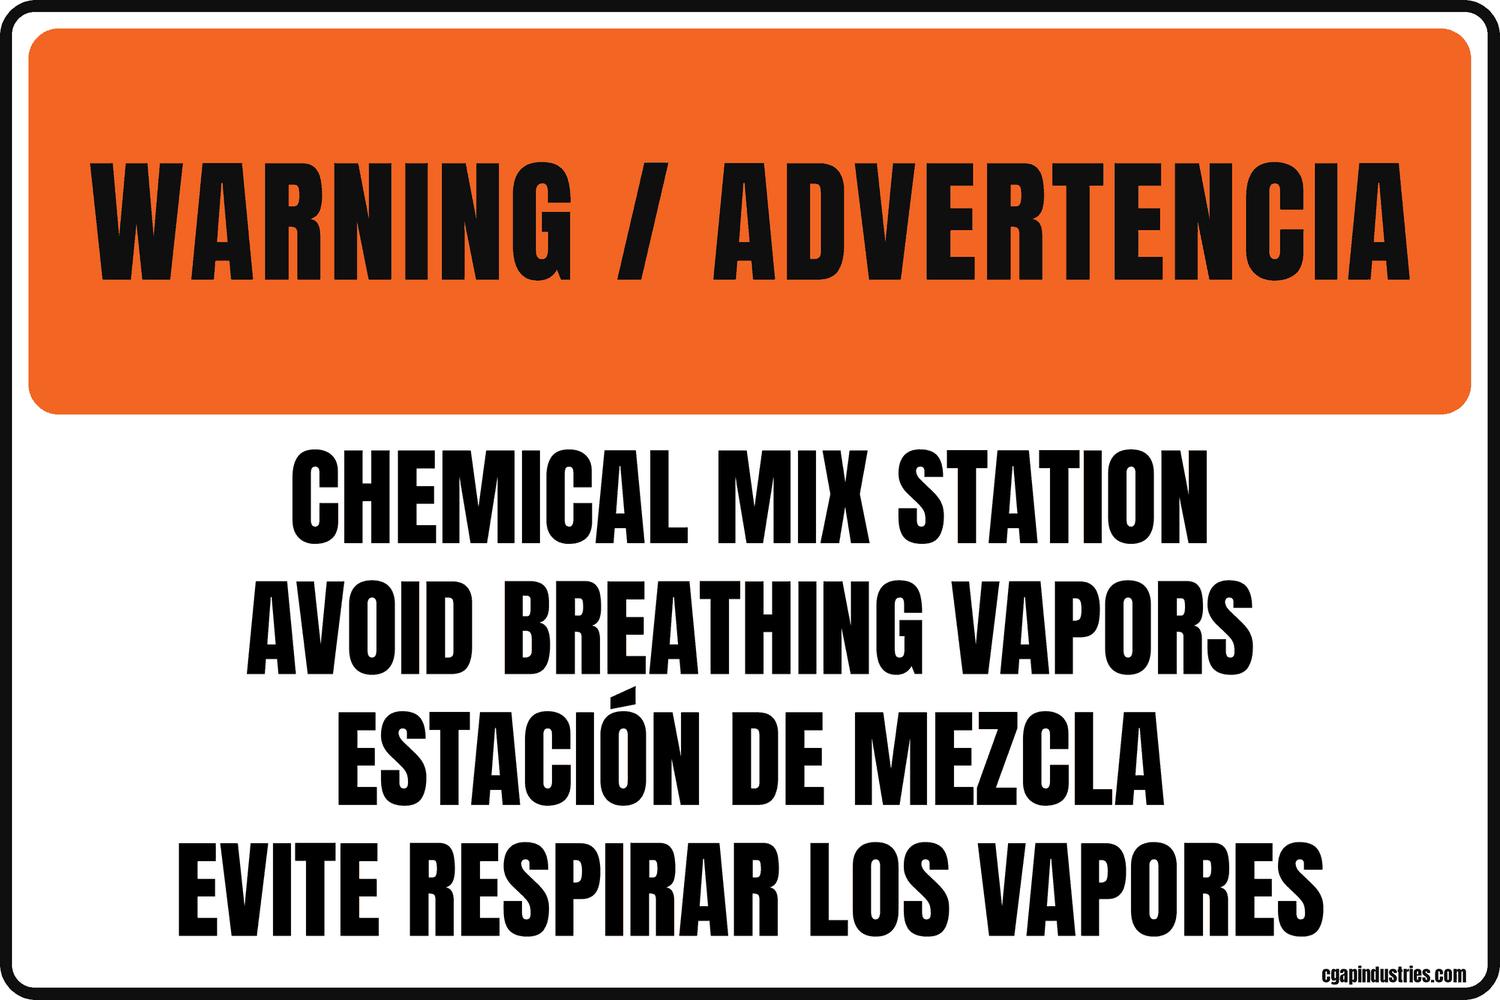 WARNING / ADVERTENCIA
CHEMICAL MIX STATION
AVOID BREATHING VAPORS
ESTACIÓN DE MEZCLA
EVITE RESPIRAR LOS VAPORES
cgapindustries.com